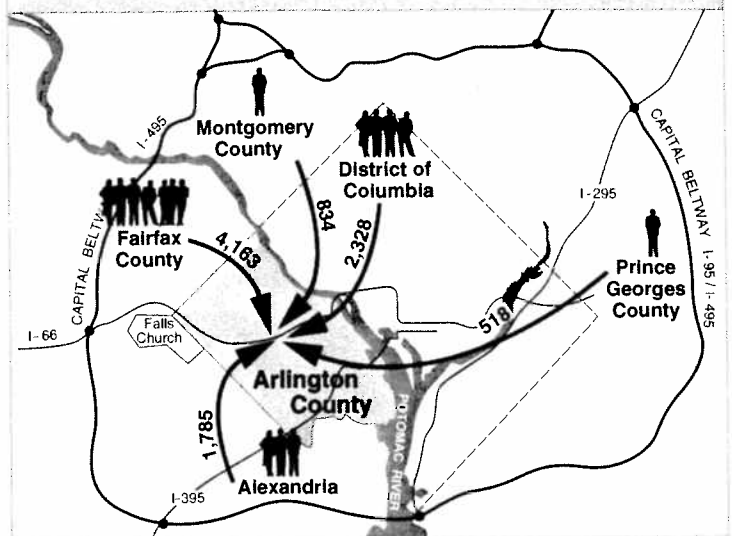 I-495
Montgomery
County
District of
Columbia
CAPITAL BELTWAY I-95 / I-495
I-295
834
2,328
CAPITAL BELTW
Fairfax
County
4,163
Prince
Georges
County
518
I-66
Falls
Church
Arlington
County
1,785
POTOMAC RIVER
Alexandria
I-395